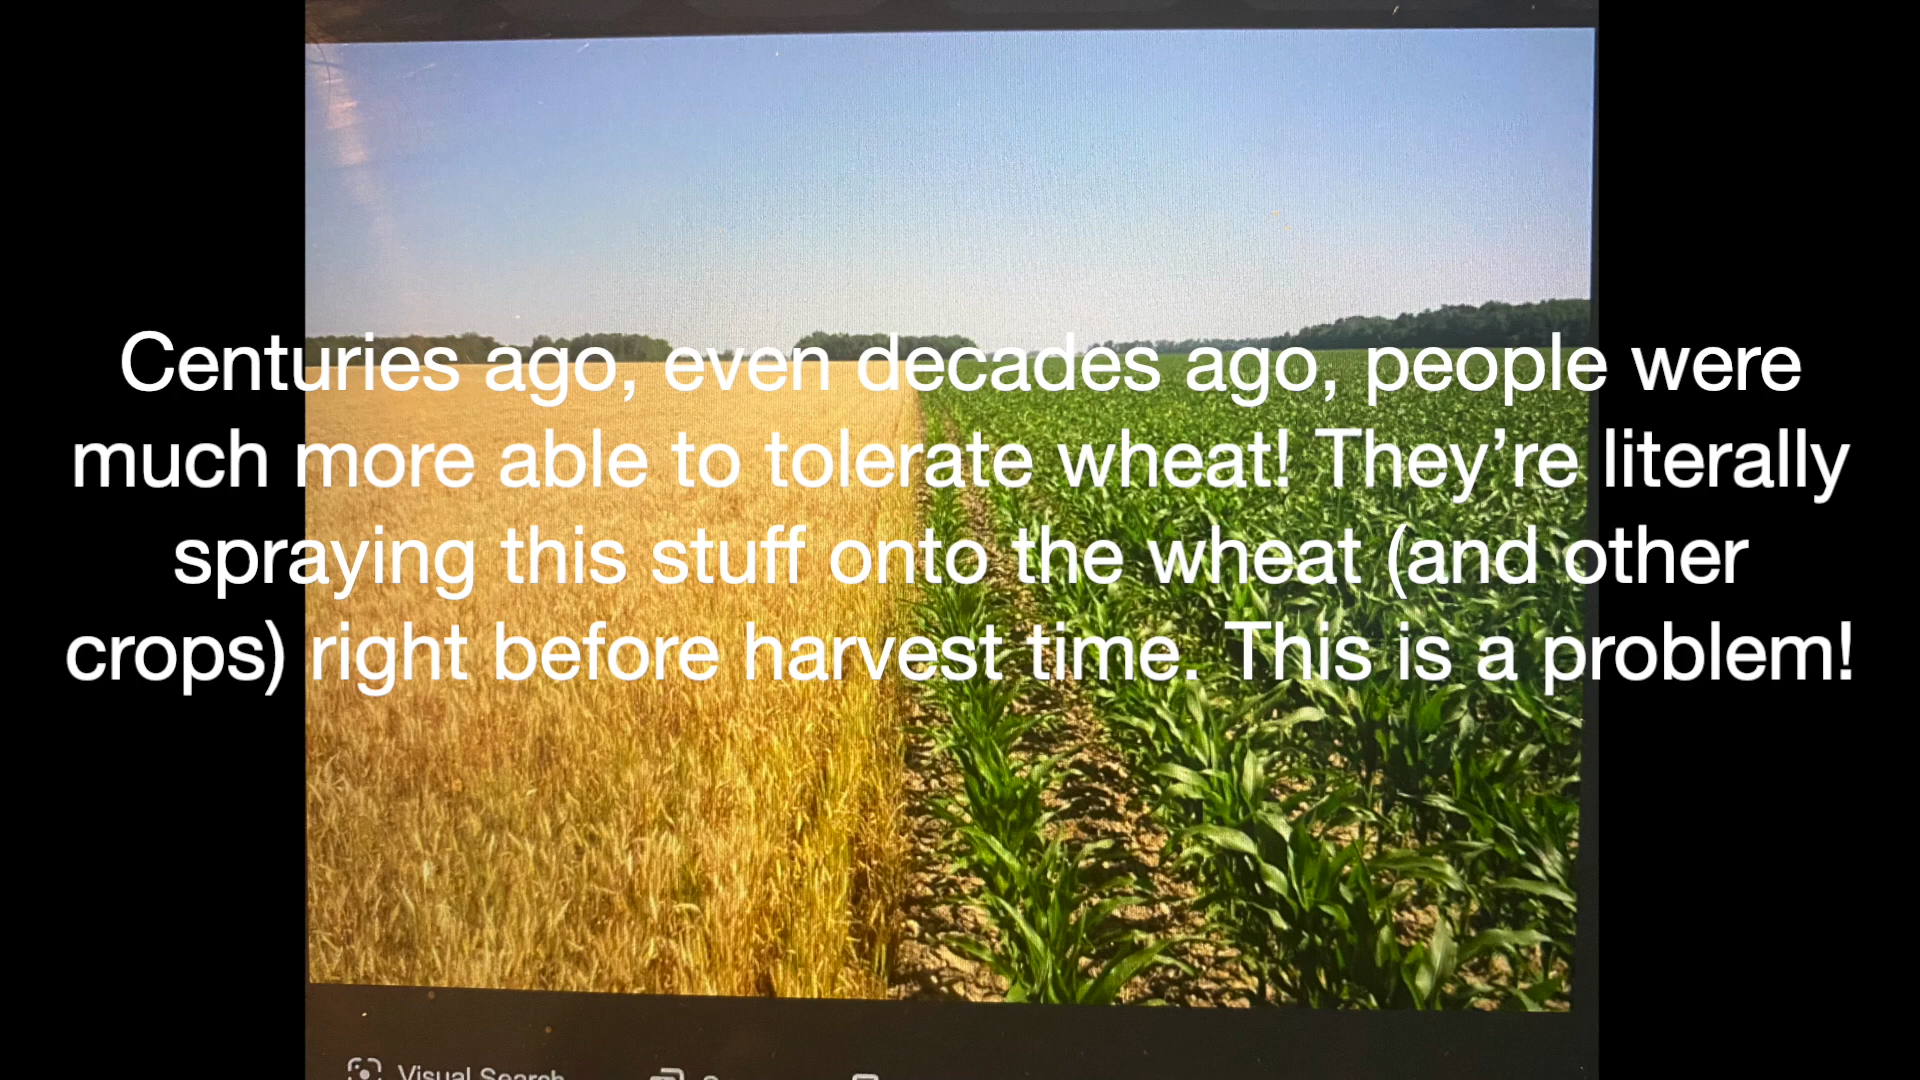 Centuries ago, even decades ago, people were
much more able to tolerate wheat! They’re literally
spraying this stuff onto the wheat (and other
crops) right before harvest time. This is a problem!
Visual Search